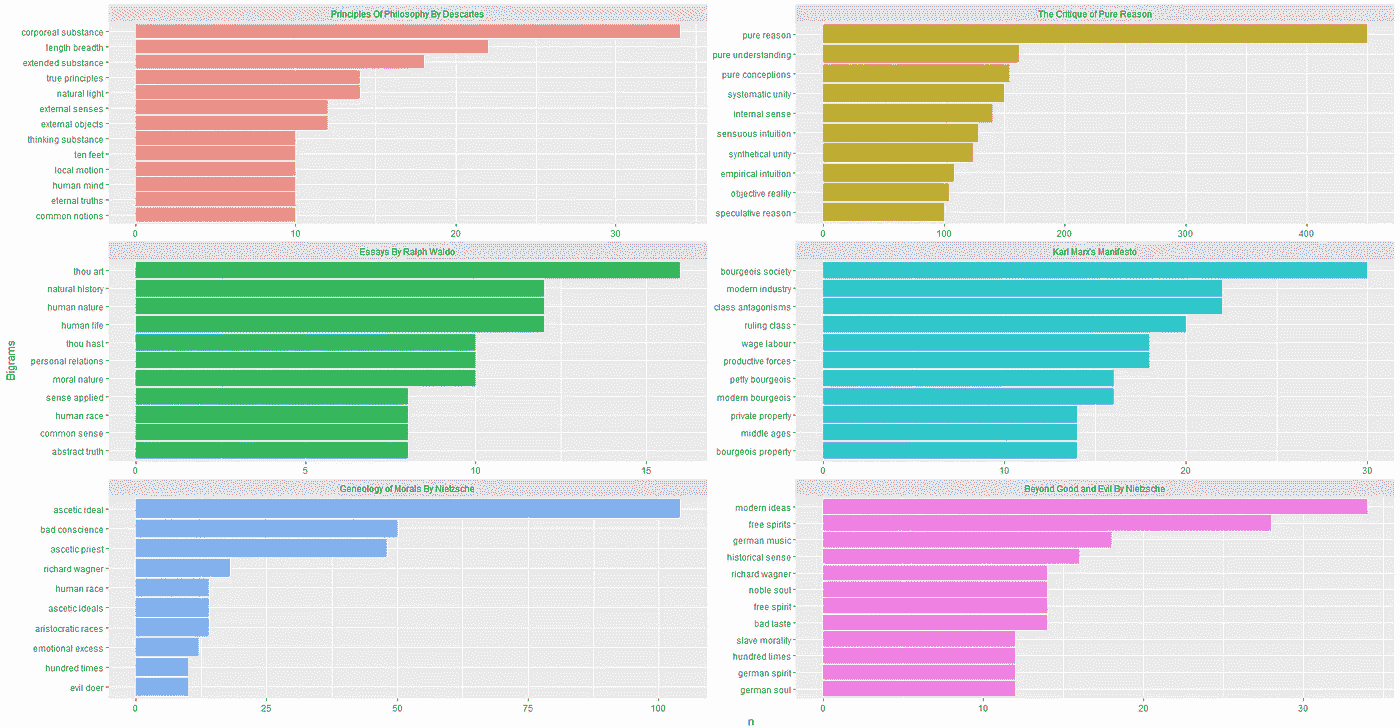 Principles Of Philosophy By Descartes
corporeal substance
length breadth
extended substance
true principles
natural light
external senses
external objects
thinking substance
ten feet
local motion
human mind
eternal truths
common notions
0 10 20 30
The Critique of Pure Reason
pure reason
pure understanding
pure conceptions
systematic unity
internal sense
sensuous intuition
synthetical unity
empirical intuition
objective reality
speculative reason
0 100 200 300 400
Essays By Ralph Waldo
thou art
natural history
human nature
human life
thou hast
personal relations
moral nature
sense applied
human race
common sense
abstract truth
0 5 10 15
Karl Marx's Manifesto
bourgeois society
modern industry
class antagonisms
ruling class
wage labour
productive forces
petty bourgeois
modern bourgeois
private property
middle ages
bourgeois property
0 10 20 30
Geneology of Morals By Nietzsche
ascetic ideal
bad conscience
ascetic priest
richard wagner
human race
ascetic ideals
aristocratic races
emotional excess
hundred times
evil doer
0 25 50 75 100
Beyond Good and Evil By Nietzsche
modern ideas
free spirits
german music
historical sense
richard wagner
noble soul
free spirit
bad taste
slave morality
hundred times
german spirit
german soul
0 10 20 30
Bigrams
n